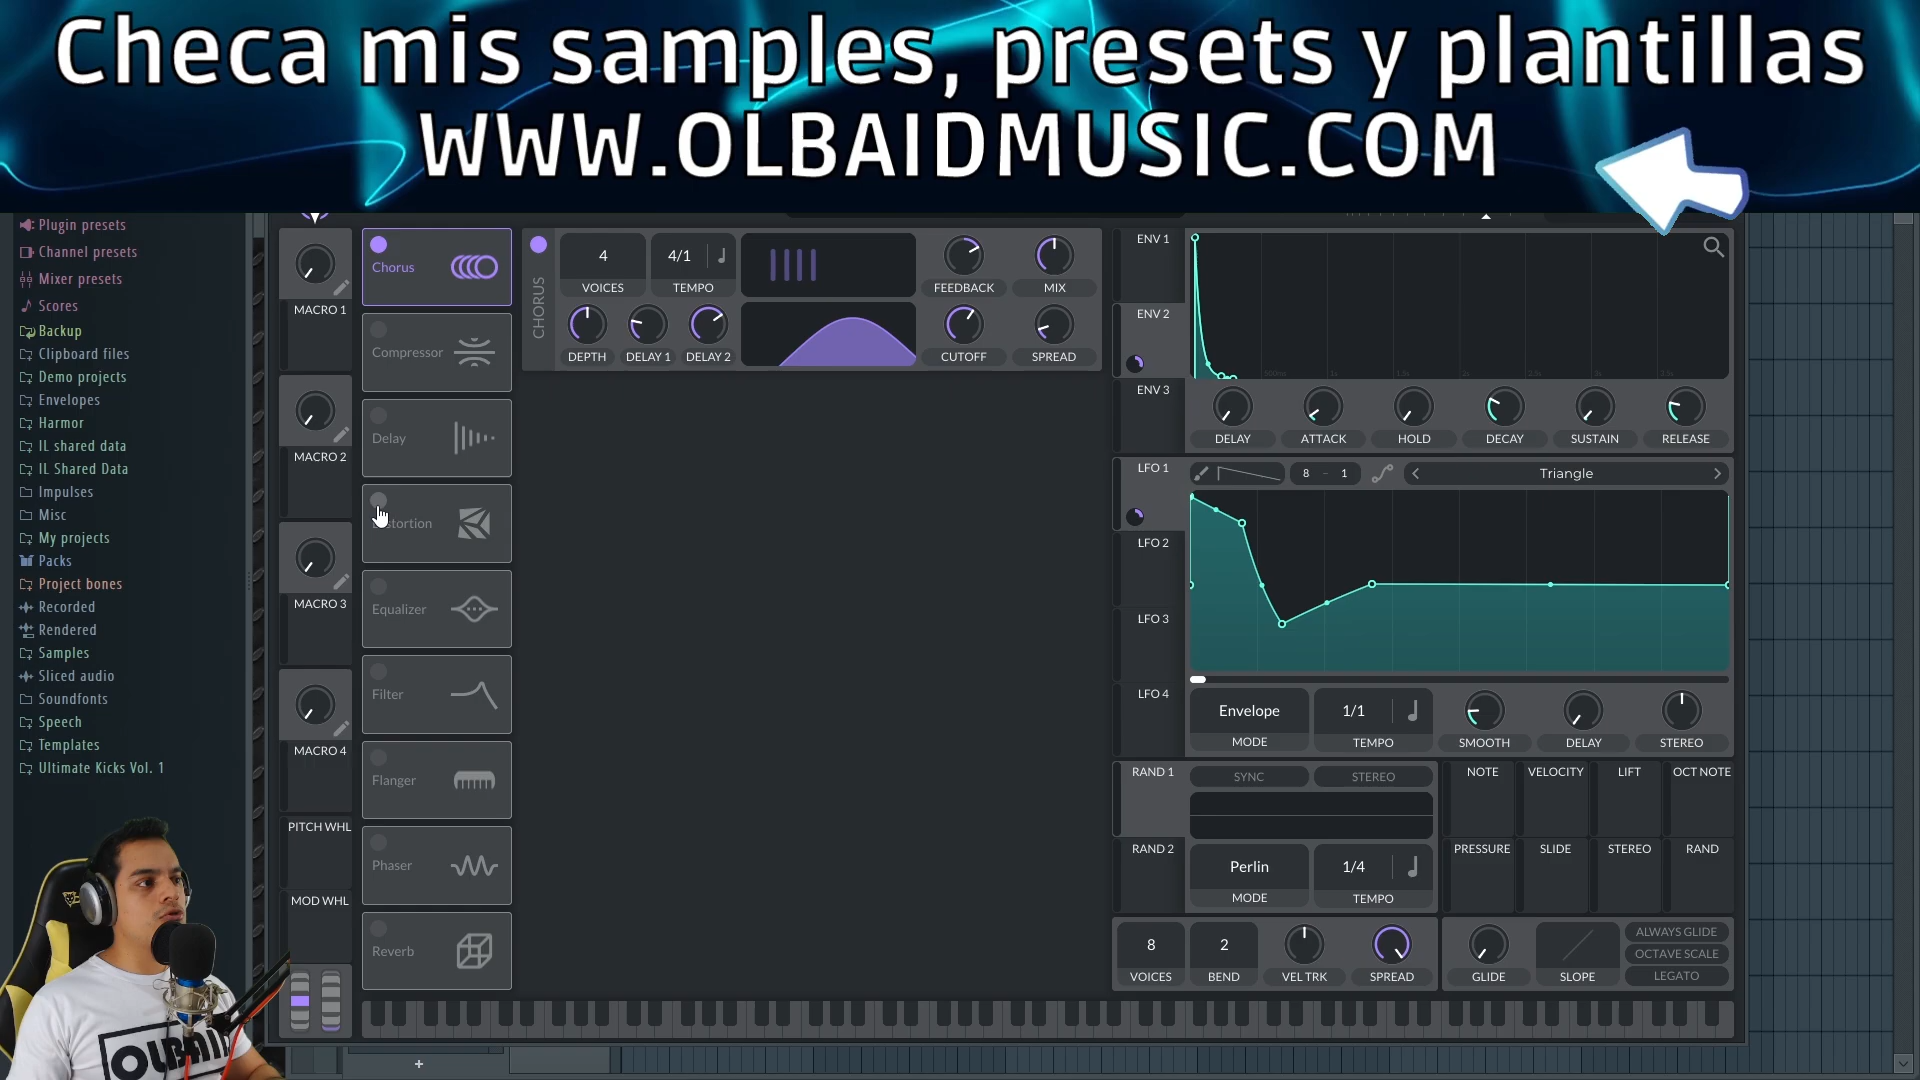 Checa mis samples, presets y plantillas
WWW.OLBAIDMUSIC.COM
Plugin presets
Channel presets
Mixer presets
Scores
Backup
Clipboard files
Demo projects
Envelopes
Harmor
IL shared data
IL Shared Data
Impulses
Misc
My projects
Packs
Project bones
Recorded
Rendered
Samples
Sliced audio
Soundfonts
Speech
Templates
Ultimate Kicks Vol. 1
MACRO 1
MACRO 2
MACRO 3
MACRO 4
PITCH WHL
MOD WHL
Chorus
Compressor
Delay
Equalizer
Filter
Flanger
Phaser
Reverb
CHORUS
4
4/1
VOICES
TEMPO
FEEDBACK
MIX
DEPTH
DELAY 1
DELAY 2
CUTOFF
SPREAD
ENV 1
ENV 2
ENV 3
DELAY
ATTACK
HOLD
DECAY
SUSTAIN
RELEASE
LFO 1
8 - 1
Triangle
LFO 2
LFO 3
LFO 4
Envelope
1/1
MODE
TEMPO
SMOOTH
DELAY
STEREO
RAND 1
SYNC
STEREO
NOTE
VELOCITY
LIFT
OCT NOTE
RAND 2
Perlin
1/4
MODE
TEMPO
PRESSURE
SLIDE
STEREO
RAND
8
2
VOICES
BEND
VEL TRK
SPREAD
GLIDE
SLOPE
ALWAYS GLIDE
OCTAVE SCALE
LEGATO
OLBAID